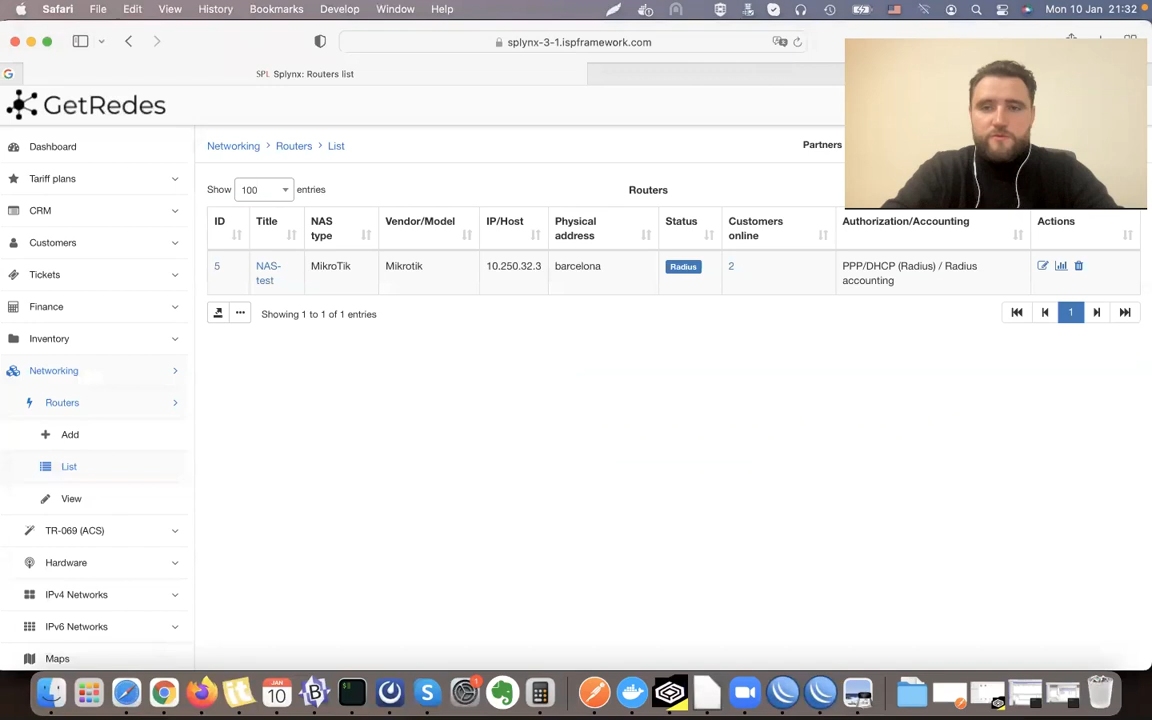 Safari File Edit View History Bookmarks Develop Window Help Mon 10 Jan 21:32
splynx-3-1.ispframework.com
SPL Splynx: Routers list
GetRedes
Dashboard
Tariff plans
CRM
Customers
Tickets
Finance
Inventory
Networking
Routers
Add
List
View
TR-069 (ACS)
Hardware
IPv4 Networks
IPv6 Networks
Maps
Networking > Routers > List
Partners
Show 100 entries
Routers
ID Title NAS type Vendor/Model IP/Host Physical address Status Customers online Authorization/Accounting Actions
5 NAS-test MikroTik Mikrotik 10.250.32.3 barcelona Radius 2 PPP/DHCP (Radius) / Radius accounting
Showing 1 to 1 of 1 entries
1
JAN
10
1